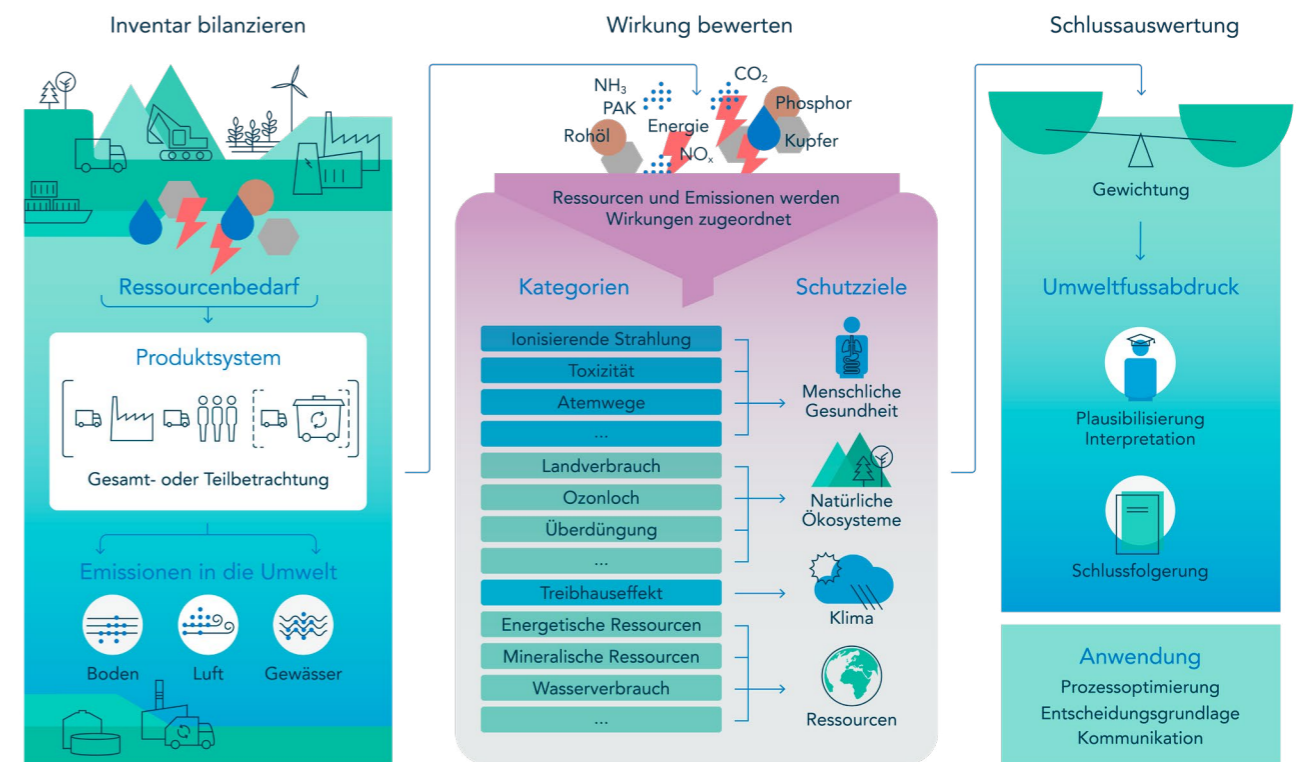 Inventar bilanzieren
Ressourcenbedarf
Produktsystem
Gesamt- oder Teilbetrachtung
Emissionen in die Umwelt
Boden
Luft
Gewässer
Wirkung bewerten
NH₃
CO₂
PAK
Phosphor
Rohöl
Energie
Kupfer
NOₓ
Ressourcen und Emissionen werden
Wirkungen zugeordnet
Kategorien
Ionisierende Strahlung
Toxizität
Atemwege
...
Landverbrauch
Ozonloch
Überdüngung
...
Treibhauseffekt
Energetische Ressourcen
Mineralische Ressourcen
Wasserverbrauch
...
Schutzziele
Menschliche
Gesundheit
Natürliche
Ökosysteme
Klima
Ressourcen
Schlussauswertung
Gewichtung
Umweltfussabdruck
Plausibilisierung
Interpretation
Schlussfolgerung
Anwendung
Prozessoptimierung
Entscheidungsgrundlage
Kommunikation